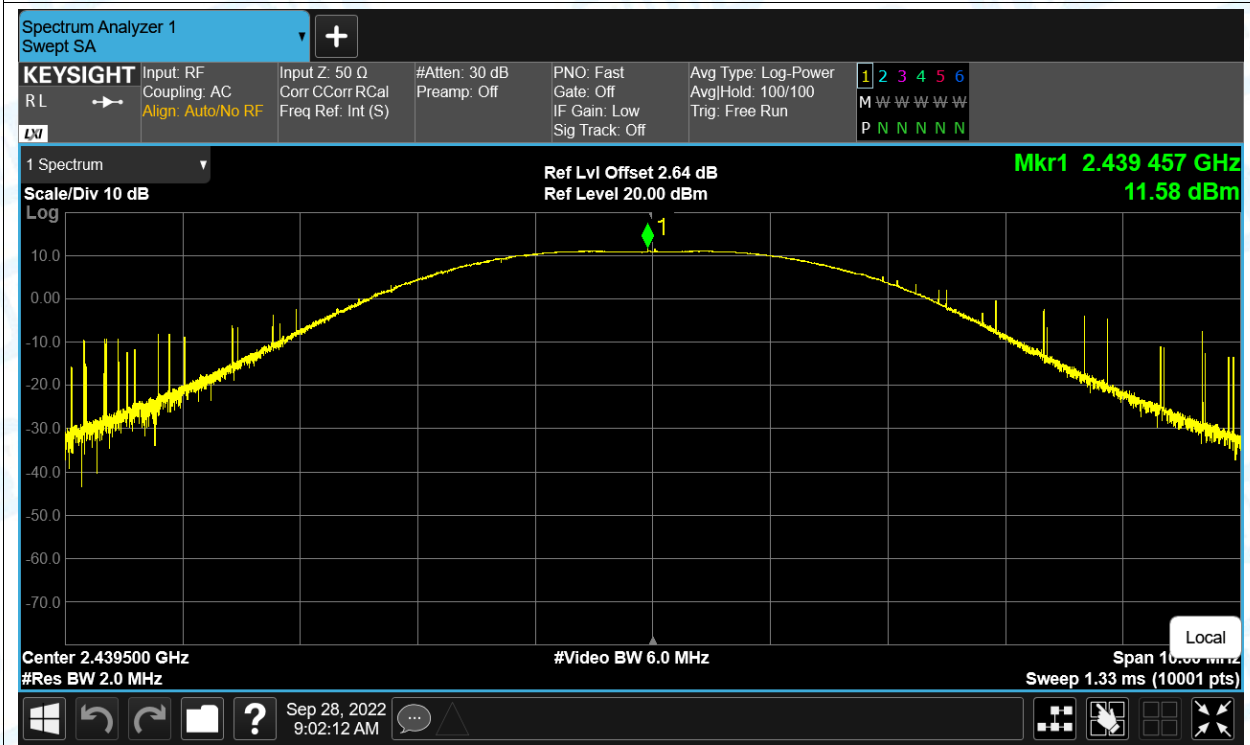 Spectrum Analyzer 1
Swept SA
KEYSIGHT
R L
LXI
Input: RF
Coupling: AC
Align: Auto/No RF
Input Z: 50 Ω
Corr CCorr RCal
Freq Ref: Int (S)
#Atten: 30 dB
Preamp: Off
PNO: Fast
Gate: Off
IF Gain: Low
Sig Track: Off
Avg Type: Log-Power
Avg|Hold: 100/100
Trig: Free Run
1 2 3 4 5 6
M W W W W W
P N N N N N
1 Spectrum
Scale/Div 10 dB
Log
Ref Lvl Offset 2.64 dB
Ref Level 20.00 dBm
Mkr1 2.439 457 GHz
11.58 dBm
1
10.0
0.00
-10.0
-20.0
-30.0
-40.0
-50.0
-60.0
-70.0
Local
Center 2.439500 GHz
#Video BW 6.0 MHz
Span
#Res BW 2.0 MHz
Sweep 1.33 ms (10001 pts)
?
Sep 28, 2022
9:02:12 AM